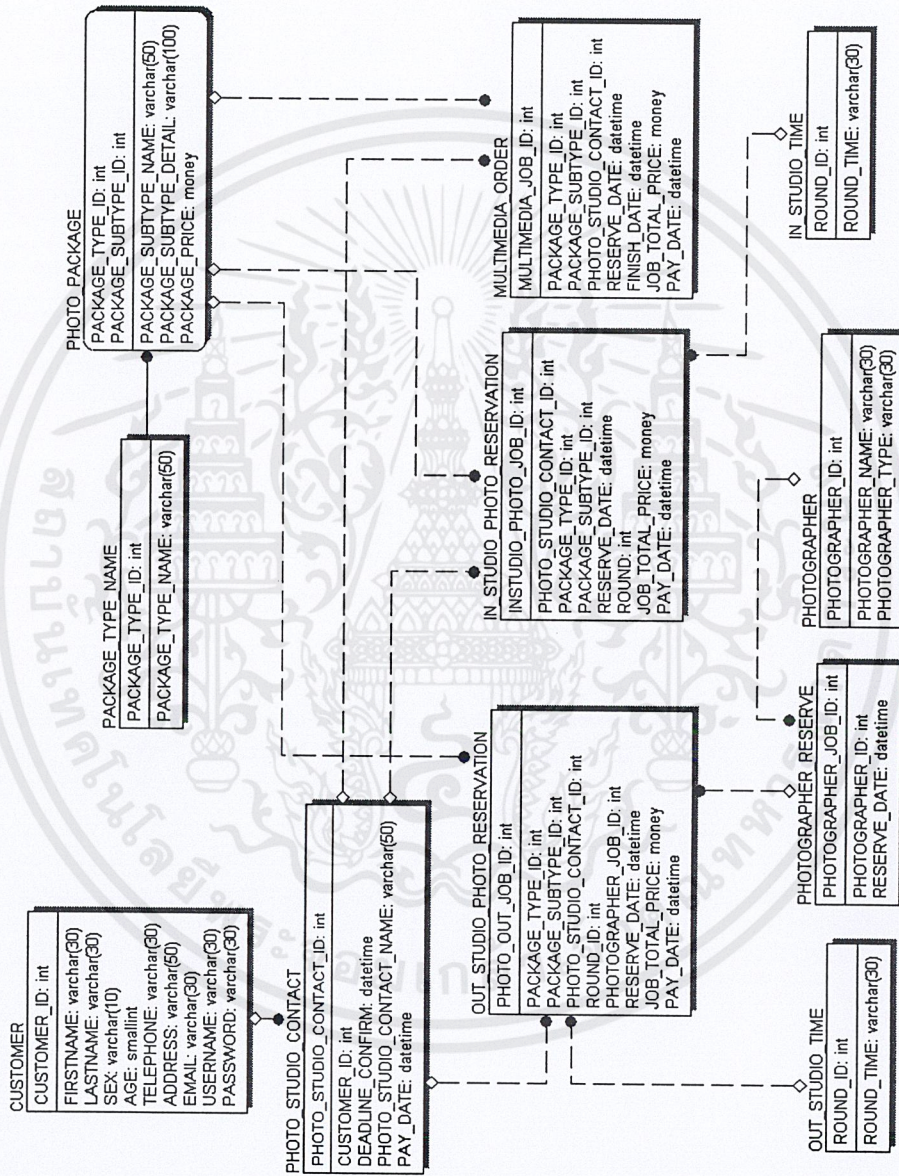 CUSTOMER
CUSTOMER_ID: int
FIRSTNAME: varchar(30)
LASTNAME: varchar(30)
SEX: varchar(10)
AGE: smallint
TELEPHONE: varchar(30)
ADDRESS: varchar(50)
EMAIL: varchar(30)
USERNAME: varchar(30)
PASSWORD: varchar(30)
PACKAGE_TYPE_NAME
PACKAGE_TYPE_ID: int
PACKAGE_TYPE_NAME: varchar(50)
PHOTO_PACKAGE
PACKAGE_TYPE_ID: int
PACKAGE_SUBTYPE_ID: int
PACKAGE_SUBTYPE_NAME: varchar(50)
PACKAGE_SUBTYPE_DETAIL: varchar(100)
PACKAGE_PRICE: money
PHOTO_STUDIO_CONTACT
PHOTO_STUDIO_CONTACT_ID: int
CUSTOMER_ID: int
DEADLINE_CONFIRM: datetime
PHOTO_STUDIO_CONTACT_NAME: varchar(50)
PAY_DATE: datetime
OUT_STUDIO_PHOTO_RESERVATION
PHOTO_OUT_JOB_ID: int
PACKAGE_TYPE_ID: int
PACKAGE_SUBTYPE_ID: int
PHOTO_STUDIO_CONTACT_ID: int
ROUND_ID: int
PHOTOGRAPHER_JOB_ID: int
RESERVE_DATE: datetime
JOB_TOTAL_PRICE: money
PAY_DATE: datetime
IN_STUDIO_PHOTO_RESERVATION
INSTUDIO_PHOTO_JOB_ID: int
PHOTO_STUDIO_CONTACT_ID: int
PACKAGE_TYPE_ID: int
PACKAGE_SUBTYPE_ID: int
RESERVE_DATE: datetime
ROUND: int
JOB_TOTAL_PRICE: money
PAY_DATE: datetime
MULTIMEDIA_ORDER
MULTIMEDIA_JOB_ID: int
PACKAGE_TYPE_ID: int
PACKAGE_SUBTYPE_ID: int
PHOTO_STUDIO_CONTACT_ID: int
RESERVE_DATE: datetime
FINISH_DATE: datetime
JOB_TOTAL_PRICE: money
PAY_DATE: datetime
OUT_STUDIO_TIME
ROUND_ID: int
ROUND_TIME: varchar(30)
PHOTOGRAPHER_RESERVE
PHOTOGRAPHER_JOB_ID: int
PHOTOGRAPHER_ID: int
RESERVE_DATE: datetime
PHOTOGRAPHER
PHOTOGRAPHER_ID: int
PHOTOGRAPHER_NAME: varchar(30)
PHOTOGRAPHER_TYPE: varchar(30)
IN_STUDIO_TIME
ROUND_ID: int
ROUND_TIME: varchar(30)